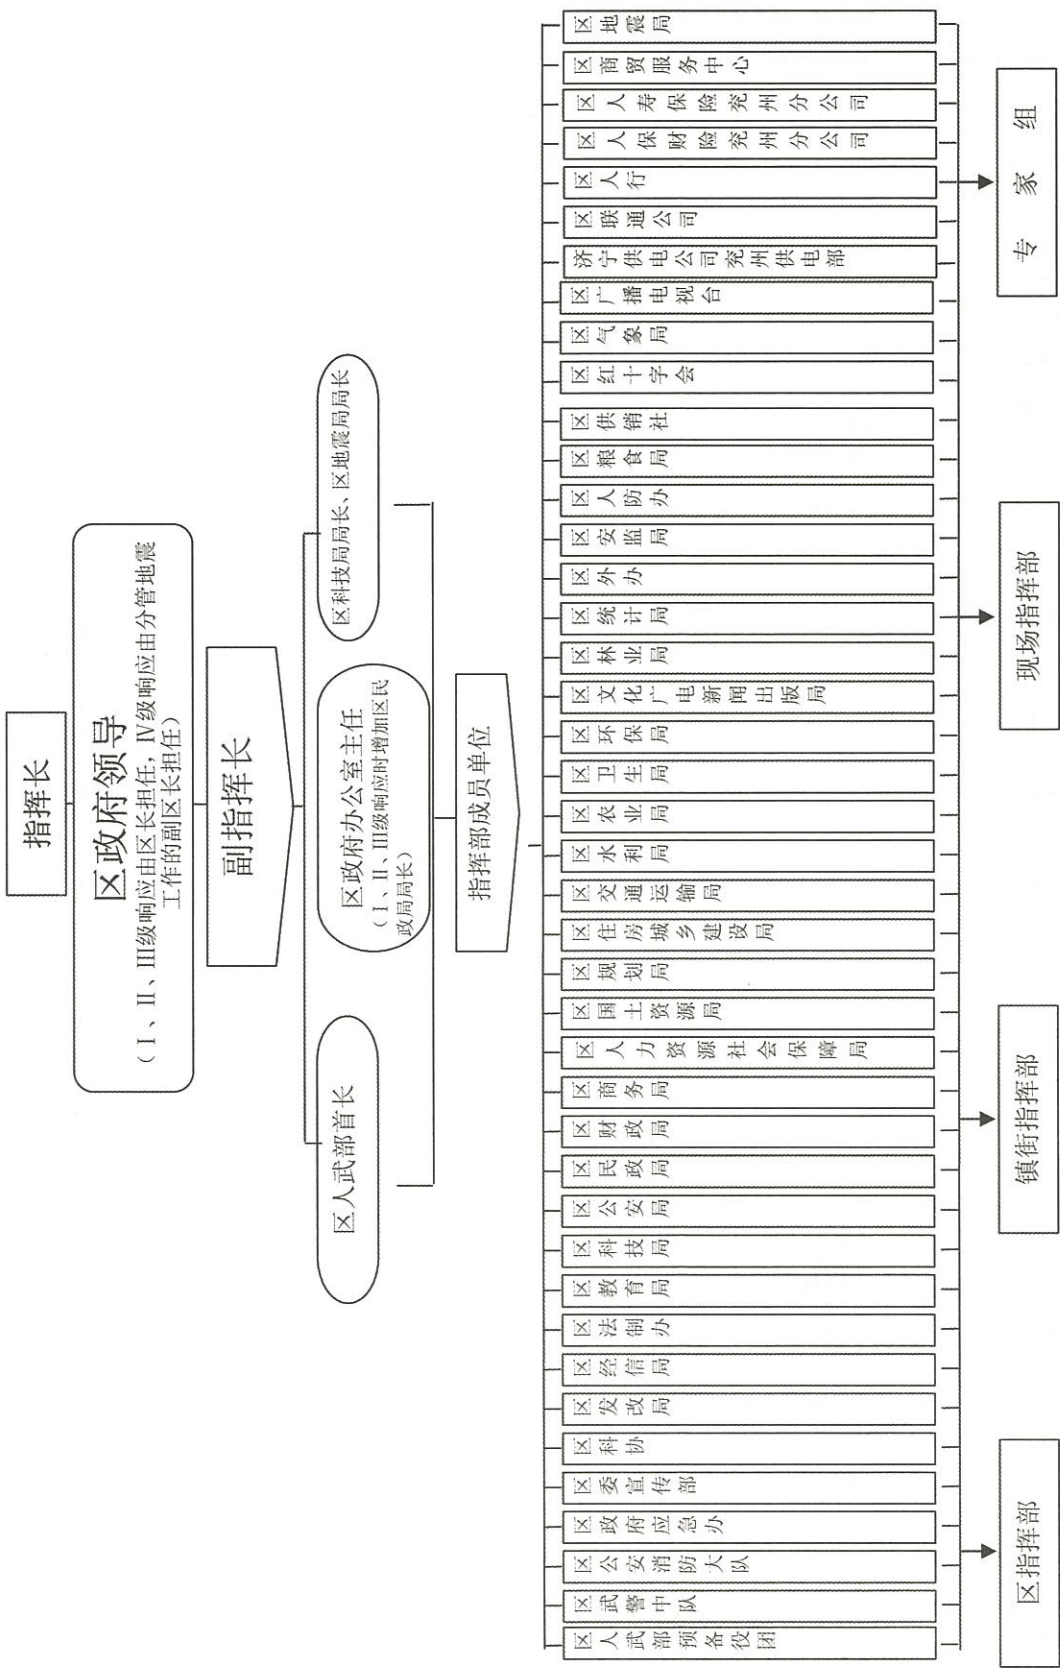 指挥长
区政府领导
（Ⅰ、Ⅱ、Ⅲ级响应由区长担任，Ⅳ级响应由分管地震
工作的副区长担任）
副指挥长
区人武部首长
区政府办公室主任
（Ⅰ、Ⅱ、Ⅲ级响应时增加区民
政局局长）
区科技局局长、区地震局局长
指挥部成员单位
区人武部预备役团
区武警中队
区公安消防大队
区政府应急办
区委宣传部
区科协
区发改局
区经信局
区法制办
区教育局
区科技局
区公安局
区民政局
区财政局
区商务局
区人力资源社会保障局
区国土资源局
区规划局
区住房城乡建设局
区交通运输局
区水利局
区农业局
区卫生局
区环保局
区文化广电新闻出版局
区林业局
区统计局
区外办
区安监局
区人防办
区粮食局
区供销社
区红十字会
区气象局
区广播电视台
济宁供电公司兖州供电部
区联通公司
区人行
区人保财险兖州分公司
区人寿保险兖州分公司
区商贸服务中心
区地震局
区指挥部
镇街指挥部
现场指挥部
专家组